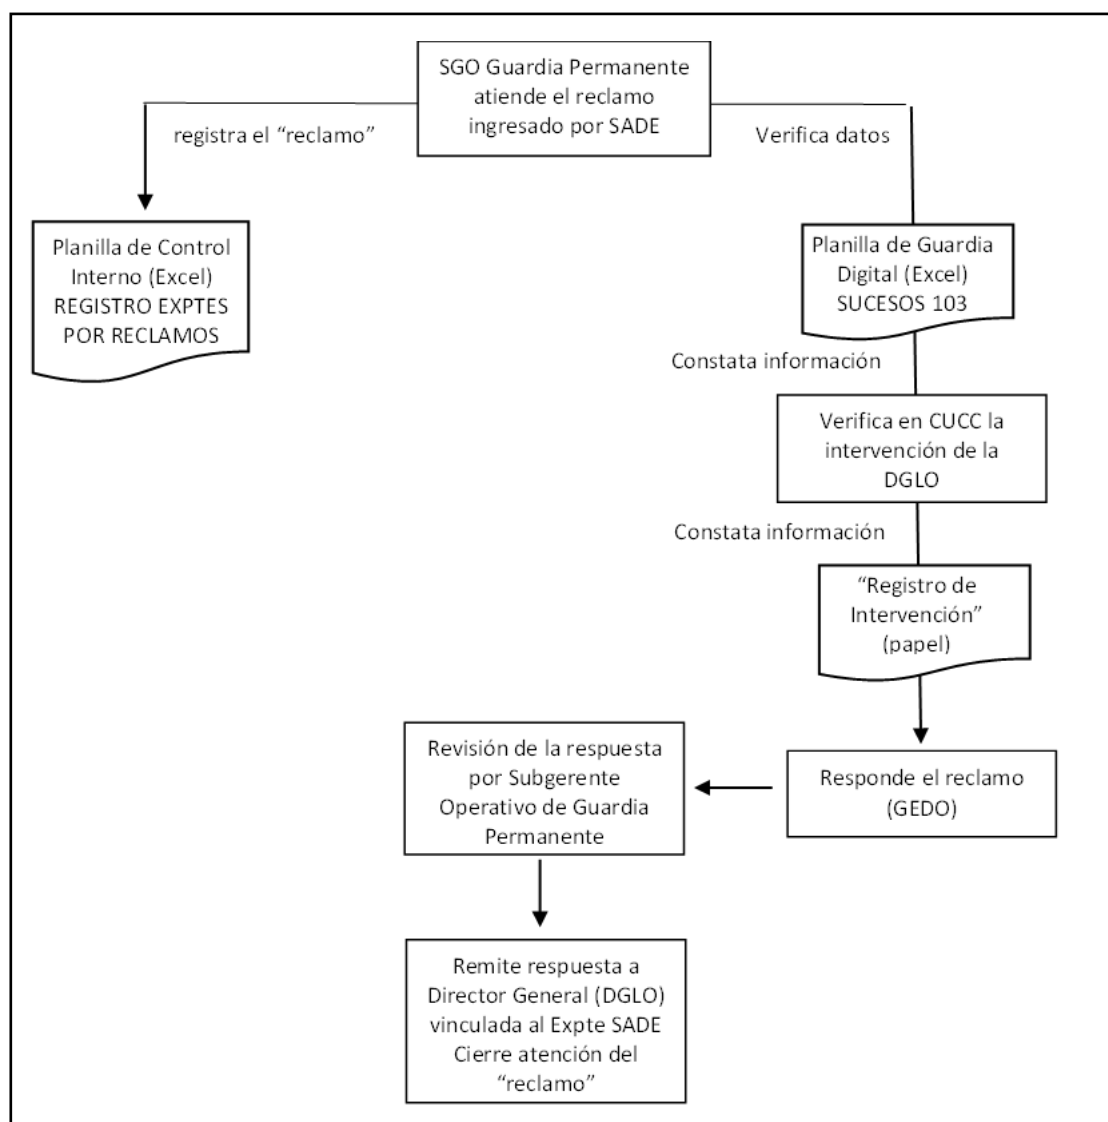 SGO Guardia Permanente
atiende el reclamo
ingresado por SADE
registra el “reclamo”
Verifica datos
Planilla de Control
Interno (Excel)
REGISTRO EXPTES
POR RECLAMOS
Planilla de Guardia
Digital (Excel)
SUCESOS 103
Constata información
Verifica en CUCC la
intervención de la
DGLO
Constata información
“Registro de
Intervención”
(papel)
Responde el reclamo
(GEDO)
Revisión de la respuesta
por Subgerente
Operativo de Guardia
Permanente
Remite respuesta a
Director General (DGLO)
vinculada al Expte SADE
Cierre atención del
“reclamo”